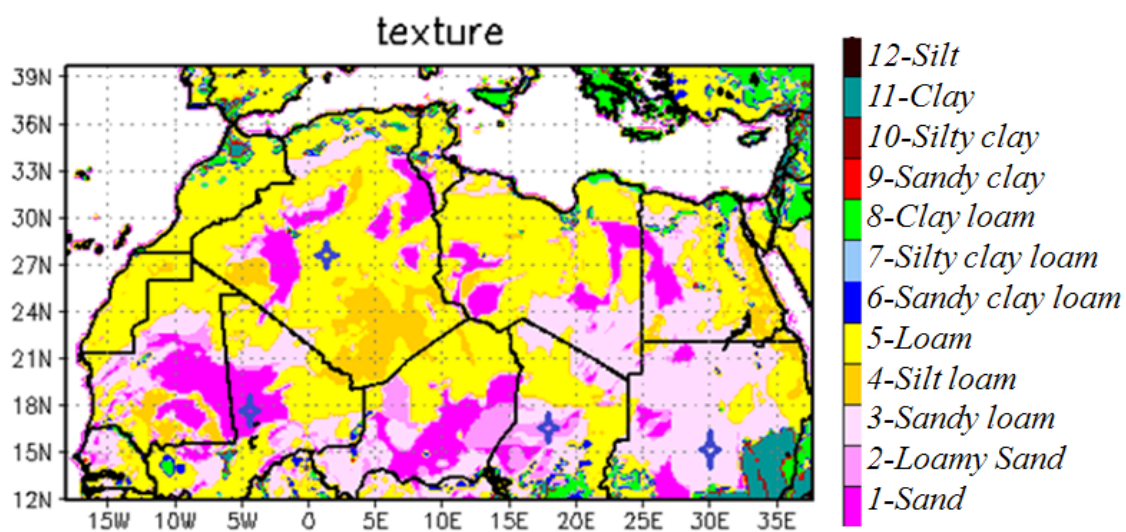 texture
39N
36N
33N
30N
27N
24N
21N
18N
15N
12N
15W 10W 5W 0 5E 10E 15E 20E 25E 30E 35E
12-Silt
11-Clay
10-Silty clay
9-Sandy clay
8-Clay loam
7-Silty clay loam
6-Sandy clay loam
5-Loam
4-Silt loam
3-Sandy loam
2-Loamy Sand
1-Sand